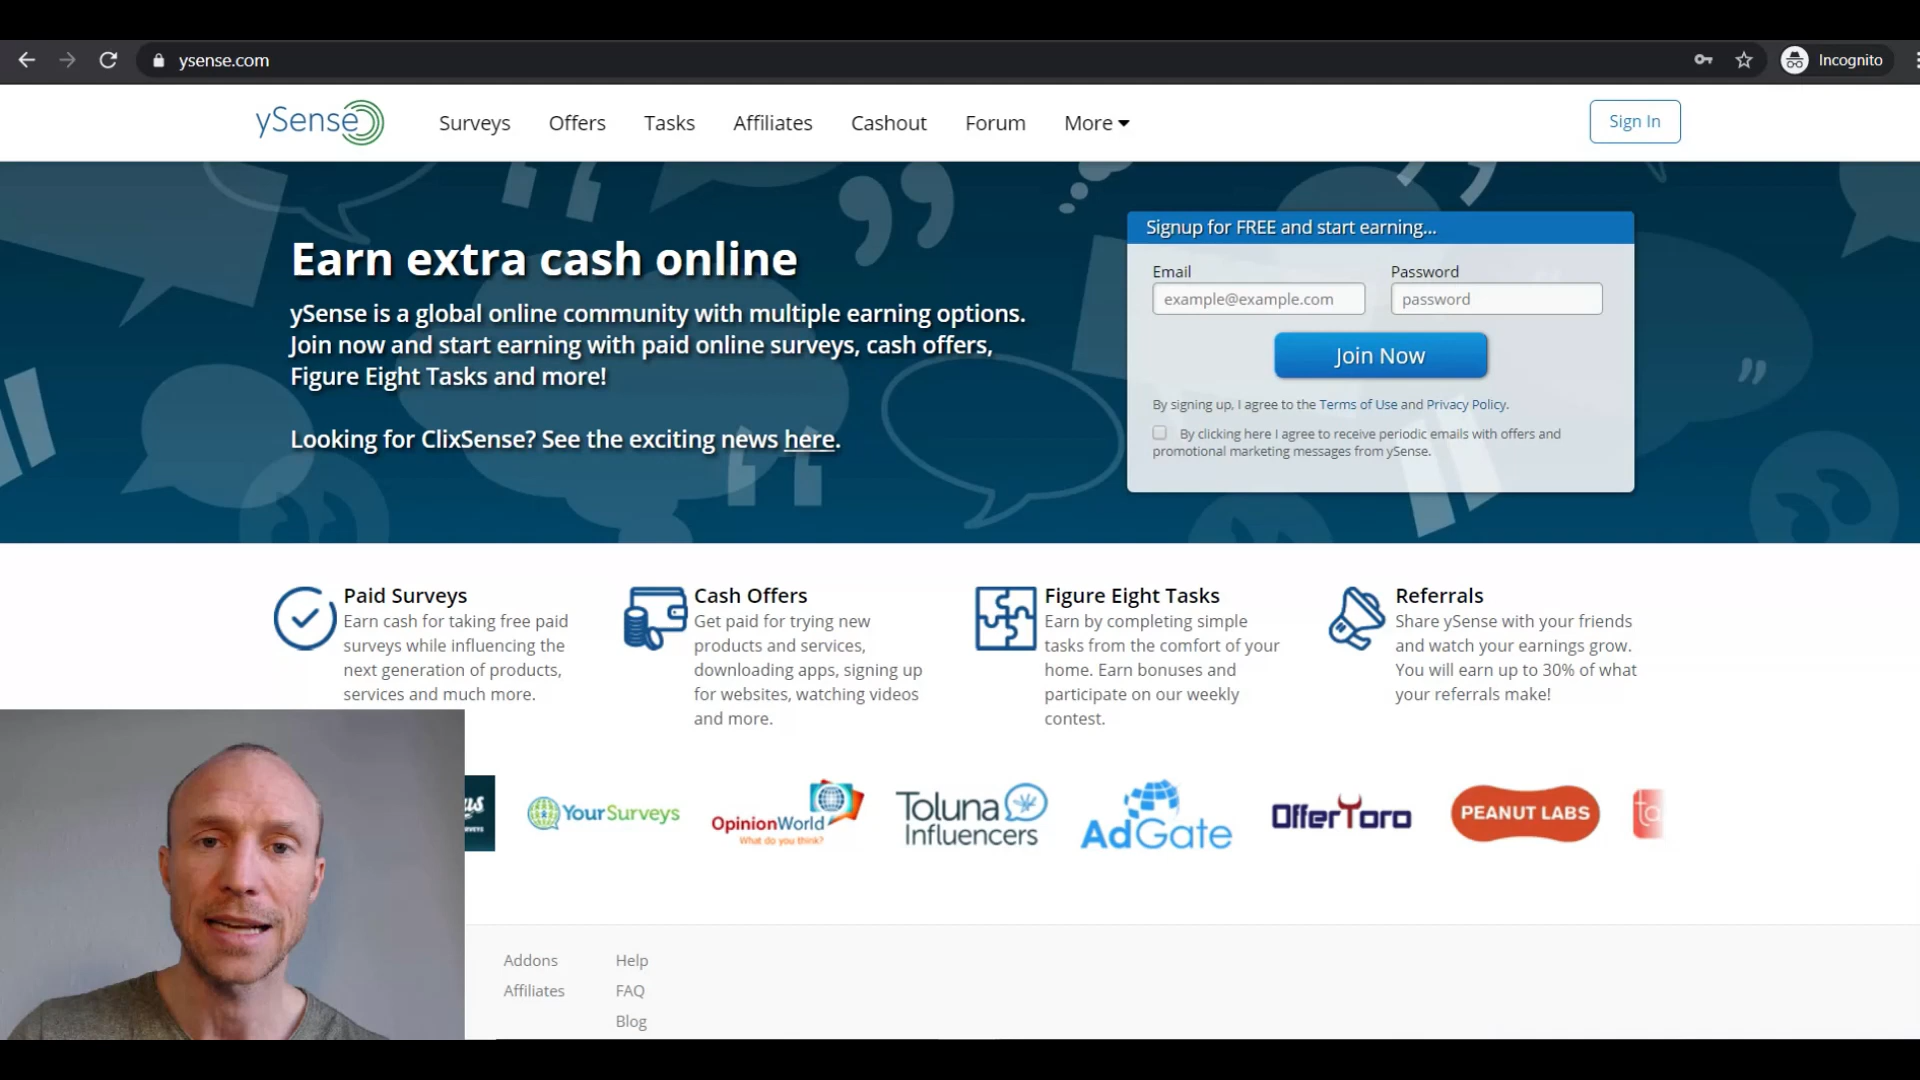 ysense.com
Incognito
ySense
Surveys
Offers
Tasks
Affiliates
Cashout
Forum
More
Sign In
Earn extra cash online
ySense is a global online community with multiple earning options.
Join now and start earning with paid online surveys, cash offers,
Figure Eight Tasks and more!
Looking for ClixSense? See the exciting news here.
Signup for FREE and start earning...
Email
Password
example@example.com
password
Join Now
By signing up, I agree to the Terms of Use and Privacy Policy.
By clicking here I agree to receive periodic emails with offers and
promotional marketing messages from ySense.
Paid Surveys
Earn cash for taking free paid
surveys while influencing the
next generation of products,
services and much more.
Cash Offers
Get paid for trying new
products and services,
downloading apps, signing up
for websites, watching videos
and more.
Figure Eight Tasks
Earn by completing simple
tasks from the comfort of your
home. Earn bonuses and
participate on our weekly
contest.
Referrals
Share ySense with your friends
and watch your earnings grow.
You will earn up to 30% of what
your referrals make!
YourSurveys
OpinionWorld
What do you think?
Toluna
Influencers
AdGate
OfferToro
PEANUT LABS
Addons
Affiliates
Help
FAQ
Blog